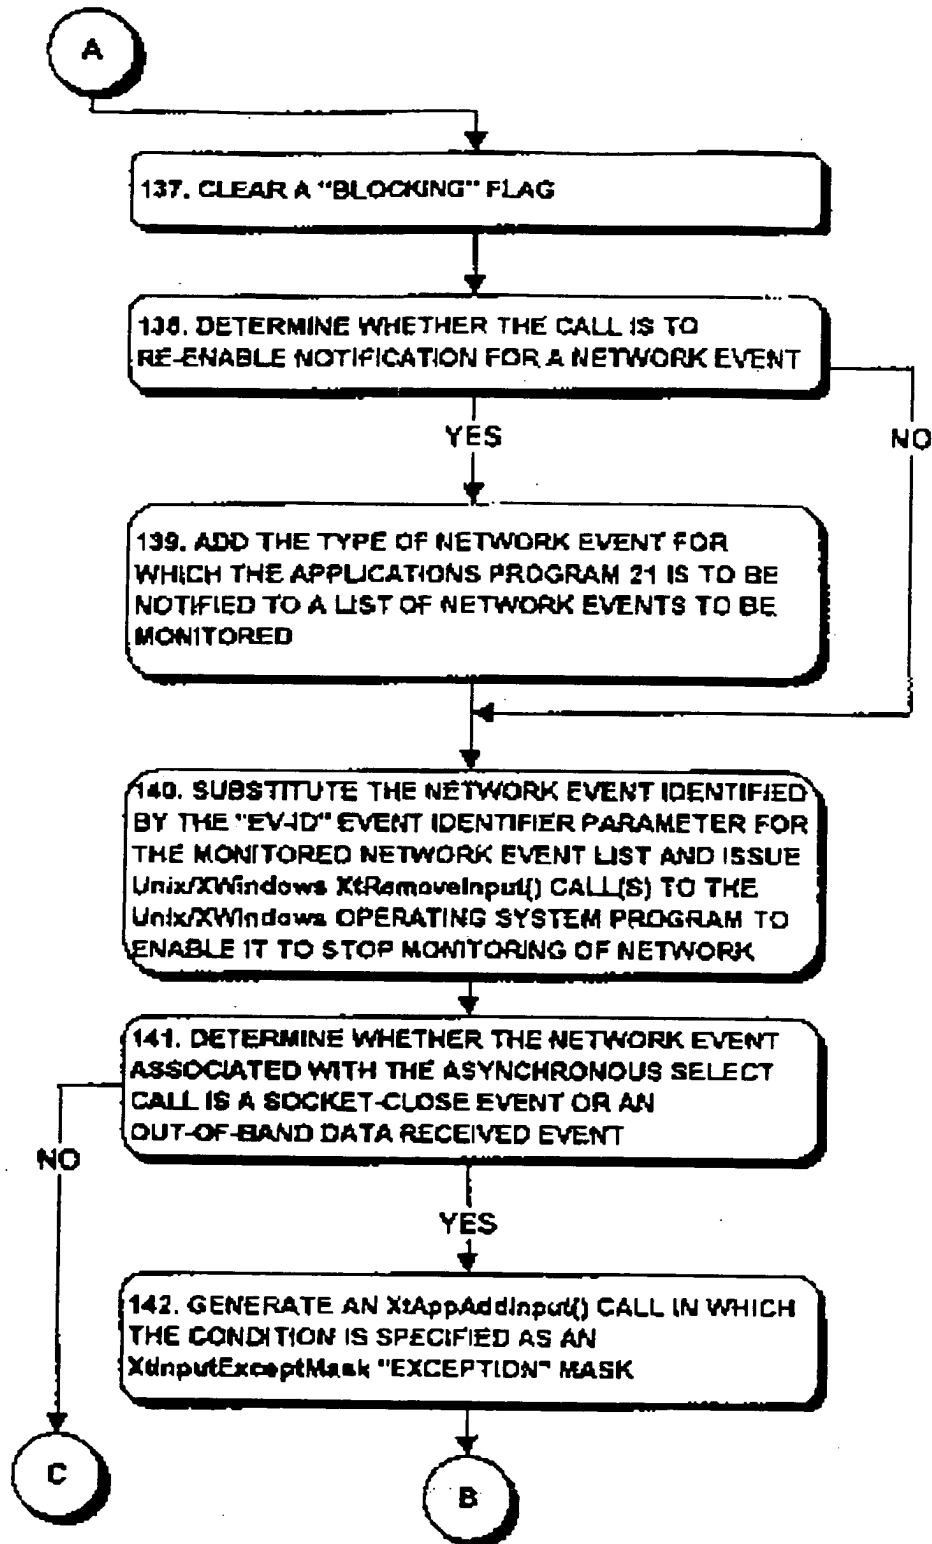 A
137. CLEAR A "BLOCKING" FLAG
138. DETERMINE WHETHER THE CALL IS TO
RE-ENABLE NOTIFICATION FOR A NETWORK EVENT
YES
NO
139. ADD THE TYPE OF NETWORK EVENT FOR
WHICH THE APPLICATIONS PROGRAM 21 IS TO BE
NOTIFIED TO A LIST OF NETWORK EVENTS TO BE
MONITORED
140. SUBSTITUTE THE NETWORK EVENT IDENTIFIED
BY THE "EV-ID" EVENT IDENTIFIER PARAMETER FOR
THE MONITORED NETWORK EVENT LIST AND ISSUE
Unix/XWindows XtRemoveInput() CALL(S) TO THE
Unix/XWindows OPERATING SYSTEM PROGRAM TO
ENABLE IT TO STOP MONITORING OF NETWORK
141. DETERMINE WHETHER THE NETWORK EVENT
ASSOCIATED WITH THE ASYNCHRONOUS SELECT
CALL IS A SOCKET-CLOSE EVENT OR AN
OUT-OF-BAND DATA RECEIVED EVENT
NO
YES
142. GENERATE AN XtAppAddInput() CALL IN WHICH
THE CONDITION IS SPECIFIED AS AN
XtInputExceptMask "EXCEPTION" MASK
C
B